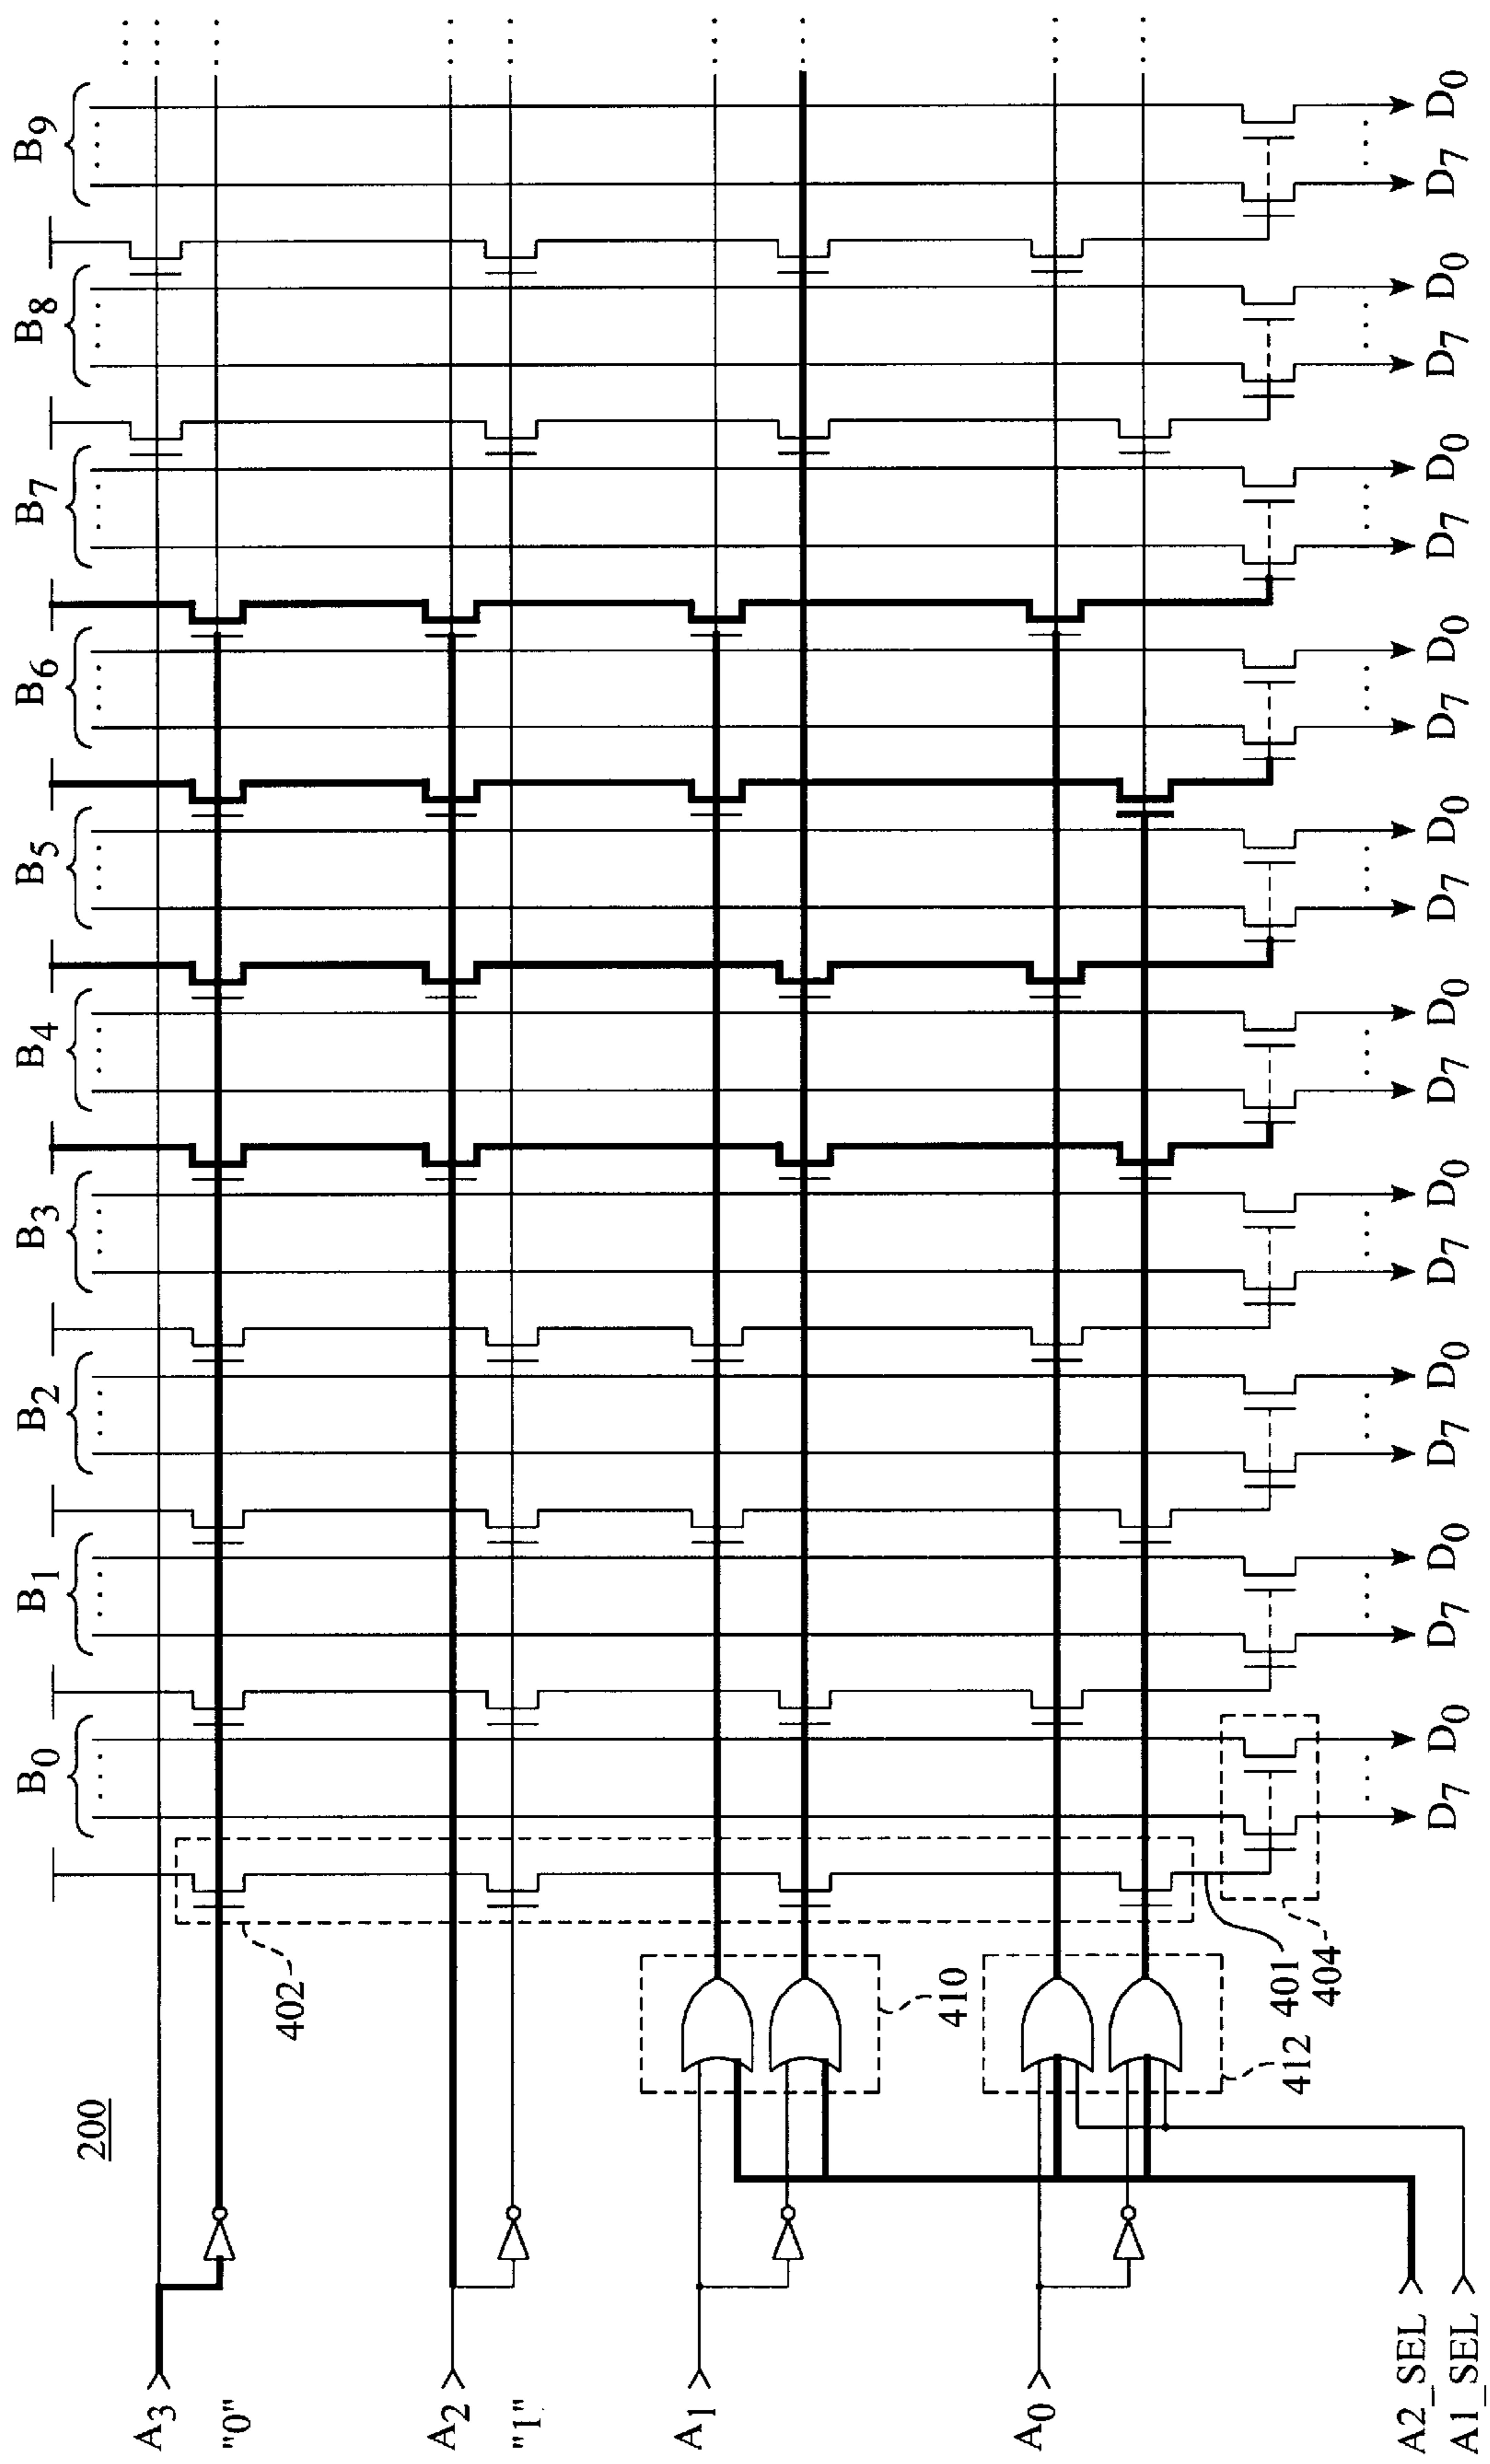 B0 B1 B2 B3 B4 B5 B6 B7 B8 B9
200
A3
"0"
402
A2
"1"
A1
410
A0
412
401
404
D7 D0 D7 D0 D7 D0 D7 D0 D7 D0 D7 D0 D7 D0 D7 D0 D7 D0 D7 D0
A2_SEL
A1_SEL